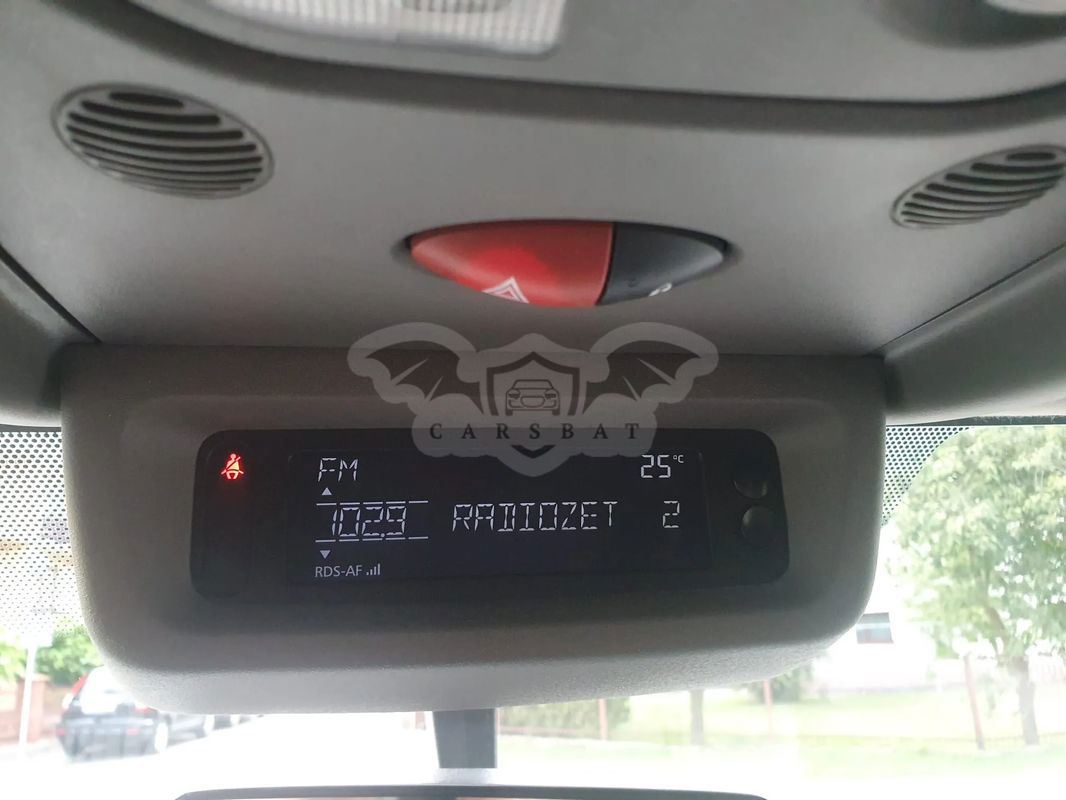 CARSBAT
FM 25°C
102.9 RADIOZET 2
RDS-AF